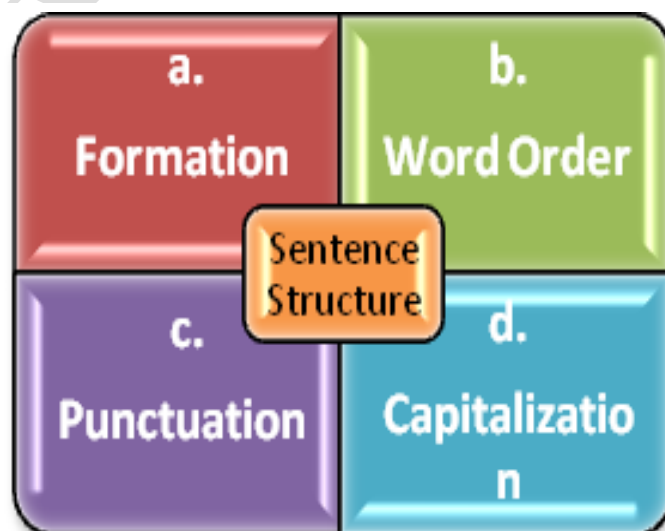 a.
Formation
b.
Word Order
Sentence
Structure
c.
Punctuation
d.
Capitalizatio
n